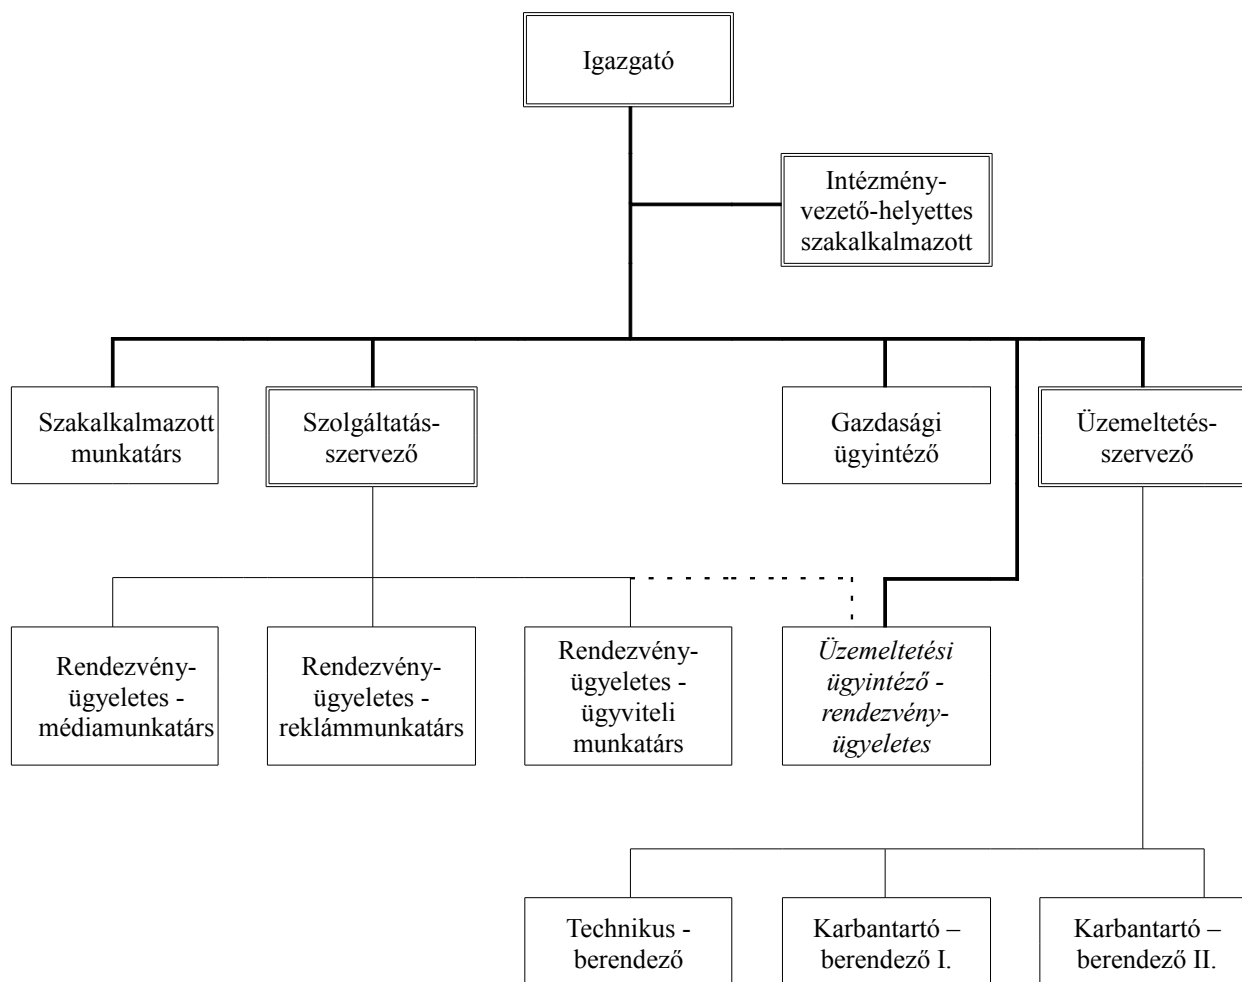 Igazgató
Intézmény-
vezető-helyettes
szakalkalmazott
Szakalkalmazott
munkatárs
Szolgáltatás-
szervező
Gazdasági
ügyintéző
Üzemeltetés-
szervező
Rendezvény-
ügyeletes -
médiamunkatárs
Rendezvény-
ügyeletes -
reklámmunkatárs
Rendezvény-
ügyeletes -
ügyviteli
munkatárs
Üzemeltetési
ügyintéző -
rendezvény-
ügyeletes
Technikus -
berendező
Karbantartó –
berendező I.
Karbantartó –
berendező II.